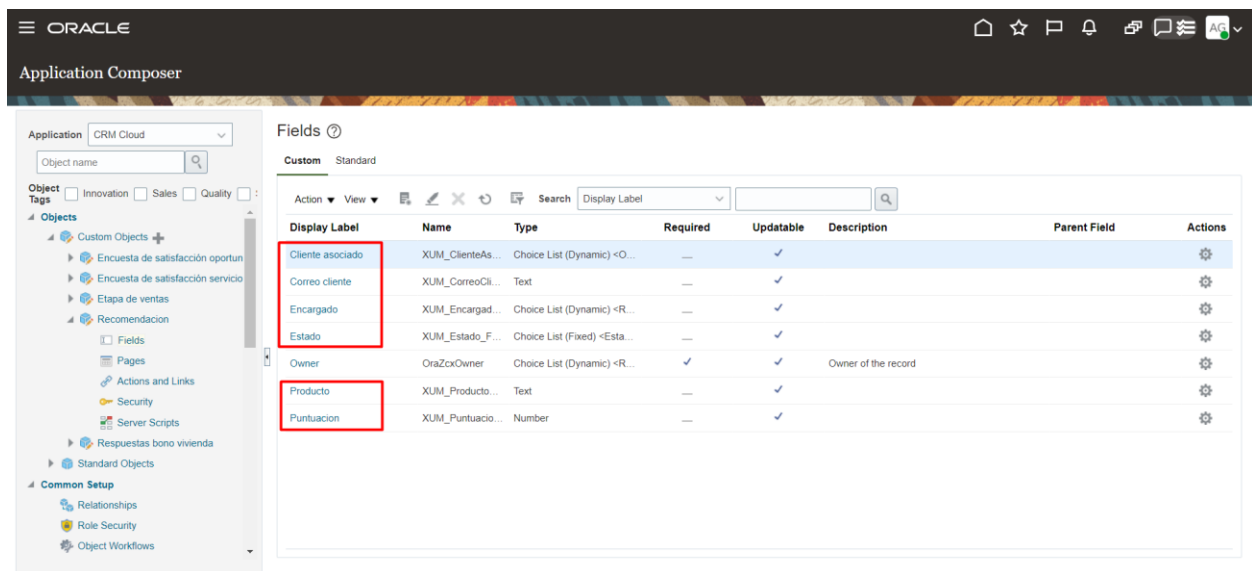 ORACLE
AG
Application Composer
Application CRM Cloud
Object name
Object Tags Innovation Sales Quality
Objects
Custom Objects
Encuesta de satisfacción oportun
Encuesta de satisfacción servicio
Etapa de ventas
Recomendacion
Fields
Pages
Actions and Links
Security
Server Scripts
Respuestas bono vivienda
Standard Objects
Common Setup
Relationships
Role Security
Object Workflows
Fields
Custom Standard
Action View Search Display Label
Display Label Name Type Required Updatable Description Parent Field Actions
Cliente asociado XUM_ClienteAs... Choice List (Dynamic) <O...
Correo cliente XUM_CorreoCli... Text
Encargado XUM_Encargad... Choice List (Dynamic) <R...
Estado XUM_Estado_F... Choice List (Fixed) <Esta...
Owner OraZcxOwner Choice List (Dynamic) <R... Owner of the record
Producto XUM_Producto... Text
Puntuacion XUM_Puntuacio... Number